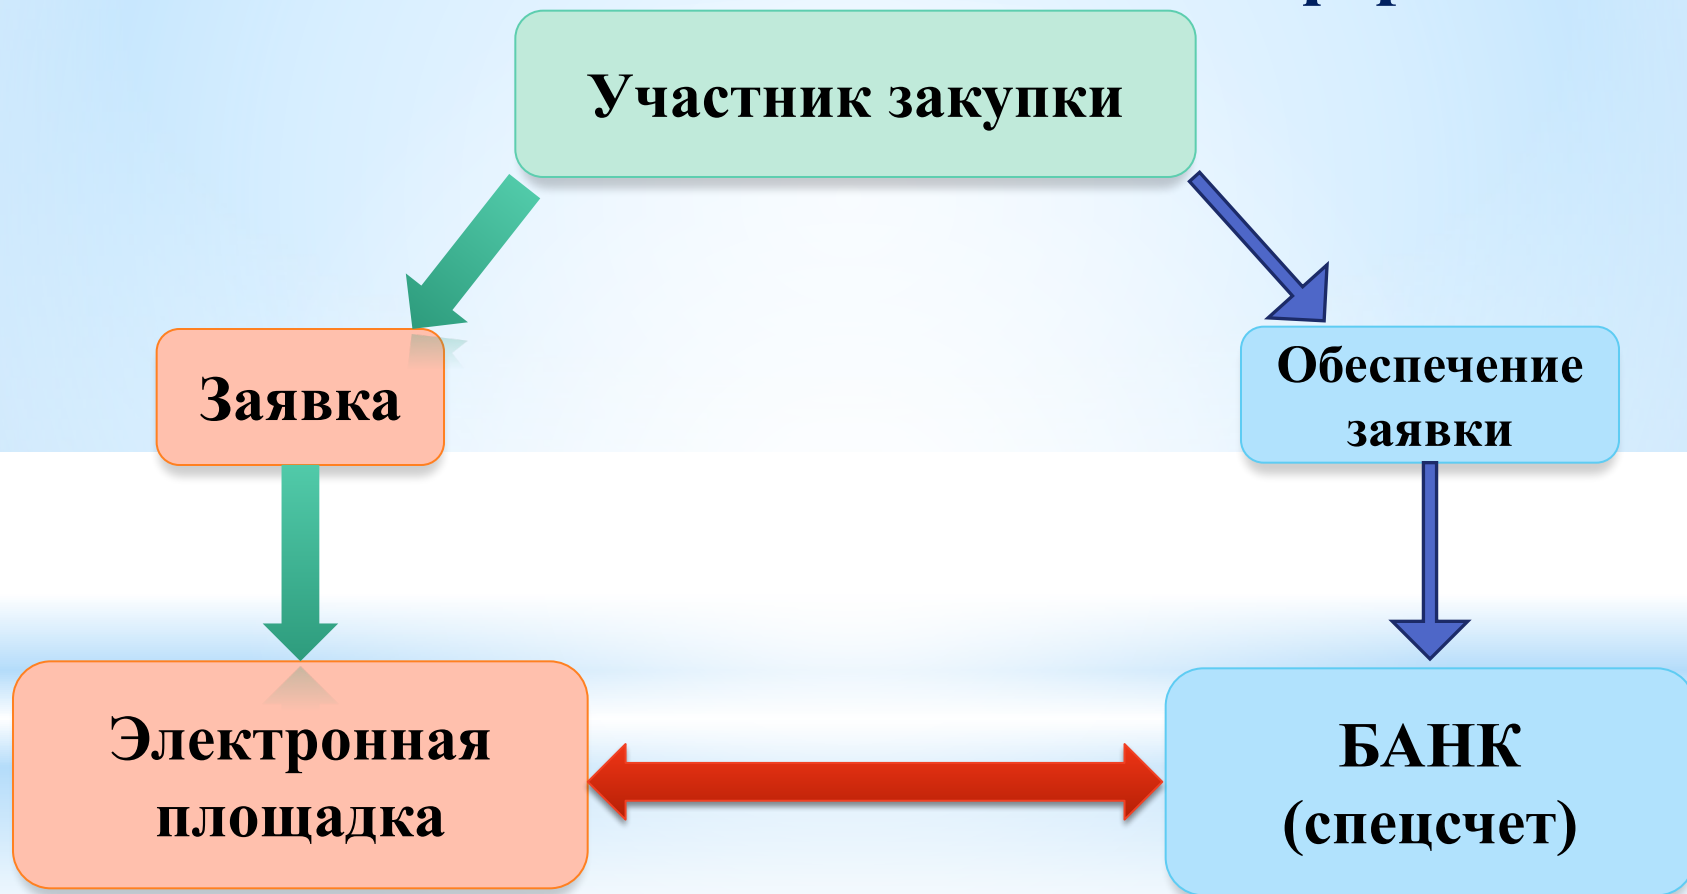 Участник закупки
Заявка
Обеспечение
заявки
Электронная
площадка
БАНК
(спецсчет)